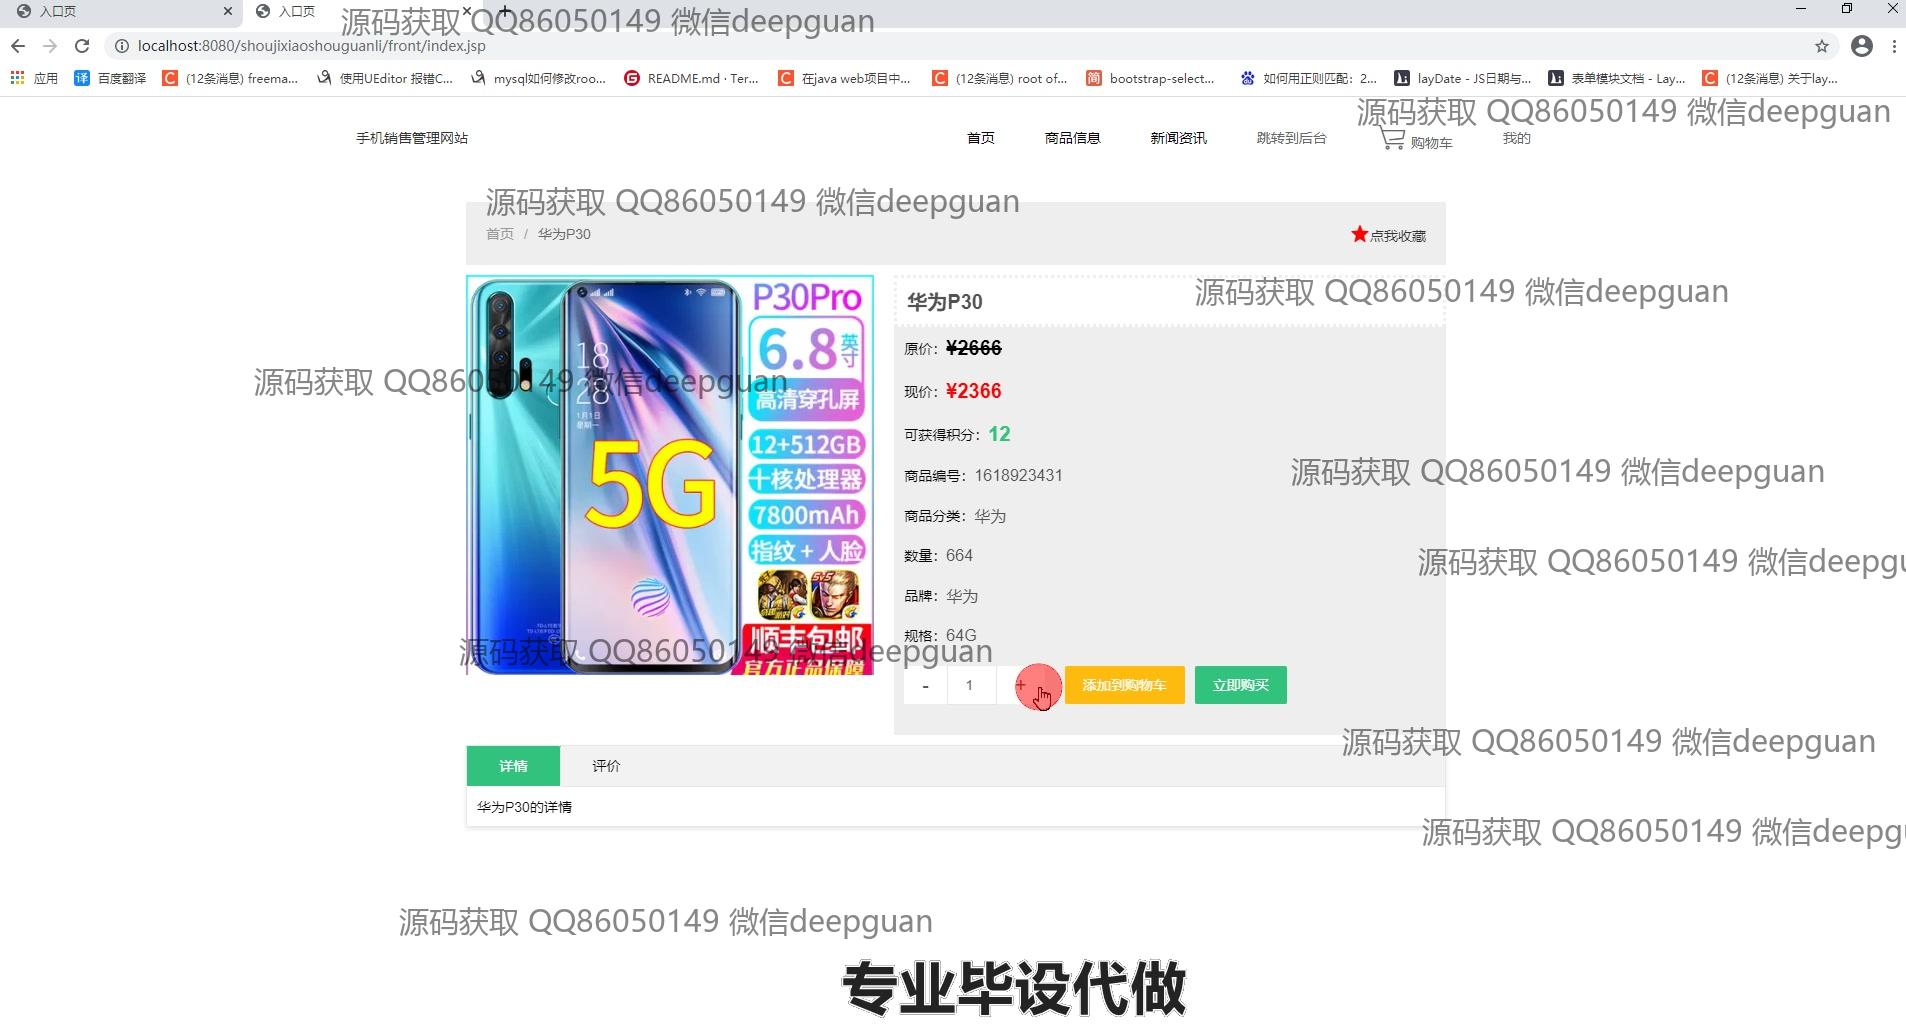 入口页
入口页
源码获取 QQ86050149 微信deepguan
localhost:8080/shoujixiaoshouguanli/front/index.jsp
应用
百度翻译
(12条消息) freema...
使用UEditor 报错C...
mysql如何修改roo...
README.md · Ter...
在java web项目中...
(12条消息) root of...
bootstrap-select...
如何用正则匹配：2...
layDate - JS日期与...
表单模块文档 - Lay...
(12条消息) 关于lay...
源码获取 QQ86050149 微信deepguan
手机销售管理网站
首页
商品信息
新闻资讯
跳转到后台
购物车
我的
源码获取 QQ86050149 微信deepguan
首页 / 华为P30
点我收藏
源码获取 QQ86050149 微信deepguan
P30Pro
6.8英寸
高清穿孔屏
12+512GB
十核处理器
7800mAh
指纹+人脸
顺丰包邮
官方正品保障
18
28
1月1日
5G
5v5
华为P30
原价：¥2666
源码获取 QQ86050149 微信deepguan
现价：¥2366
可获得积分：12
商品编号：1618923431
源码获取 QQ86050149 微信deepguan
商品分类：华为
数量：664
源码获取 QQ86050149 微信deepgu
品牌：华为
规格：64G
源码获取 QQ86050149 微信deepguan
- 1 +
添加到购物车
立即购买
源码获取 QQ86050149 微信deepguan
详情
评价
华为P30的详情
源码获取 QQ86050149 微信deepgu
源码获取 QQ86050149 微信deepguan
专业毕设代做